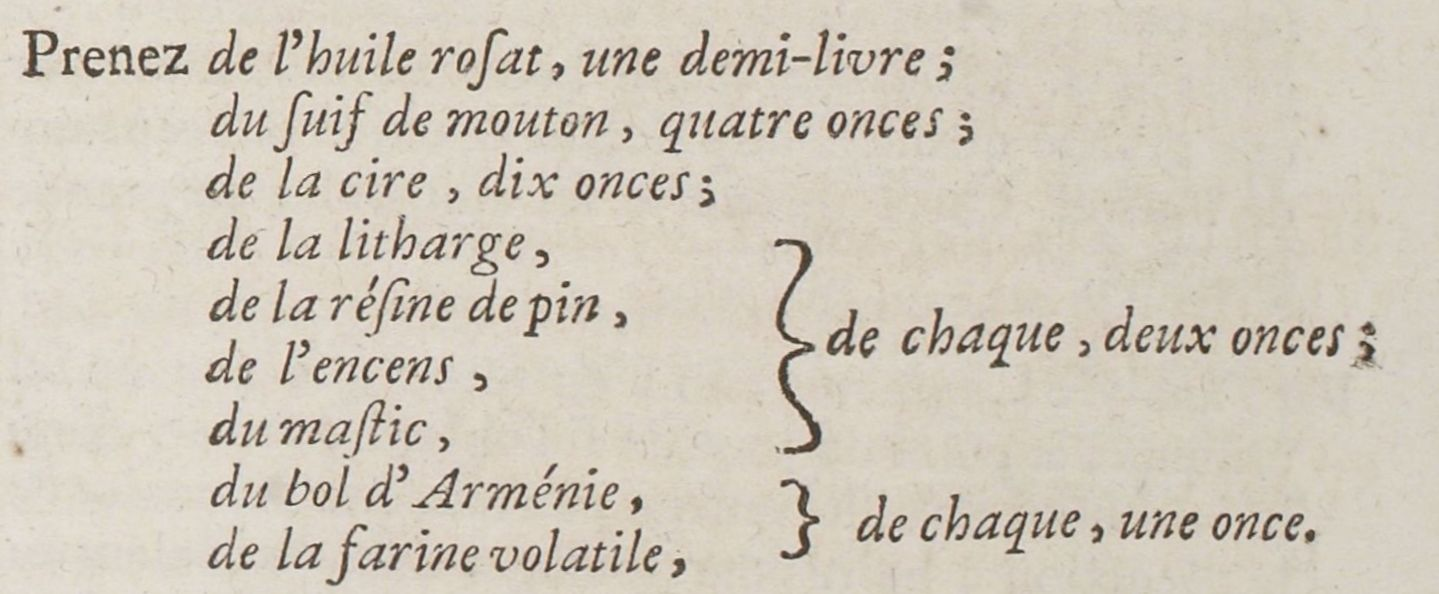 Prenez de l'huile roſat, une demi-livre;
du ſuif de mouton, quatre onces;
de la cire, dix onces;
de la litharge,
de la réſine de pin,
de l'encens,
du maſtic,
de chaque, deux onces;
du bol d'Arménie,
de la farine volatile,
de chaque, une once.